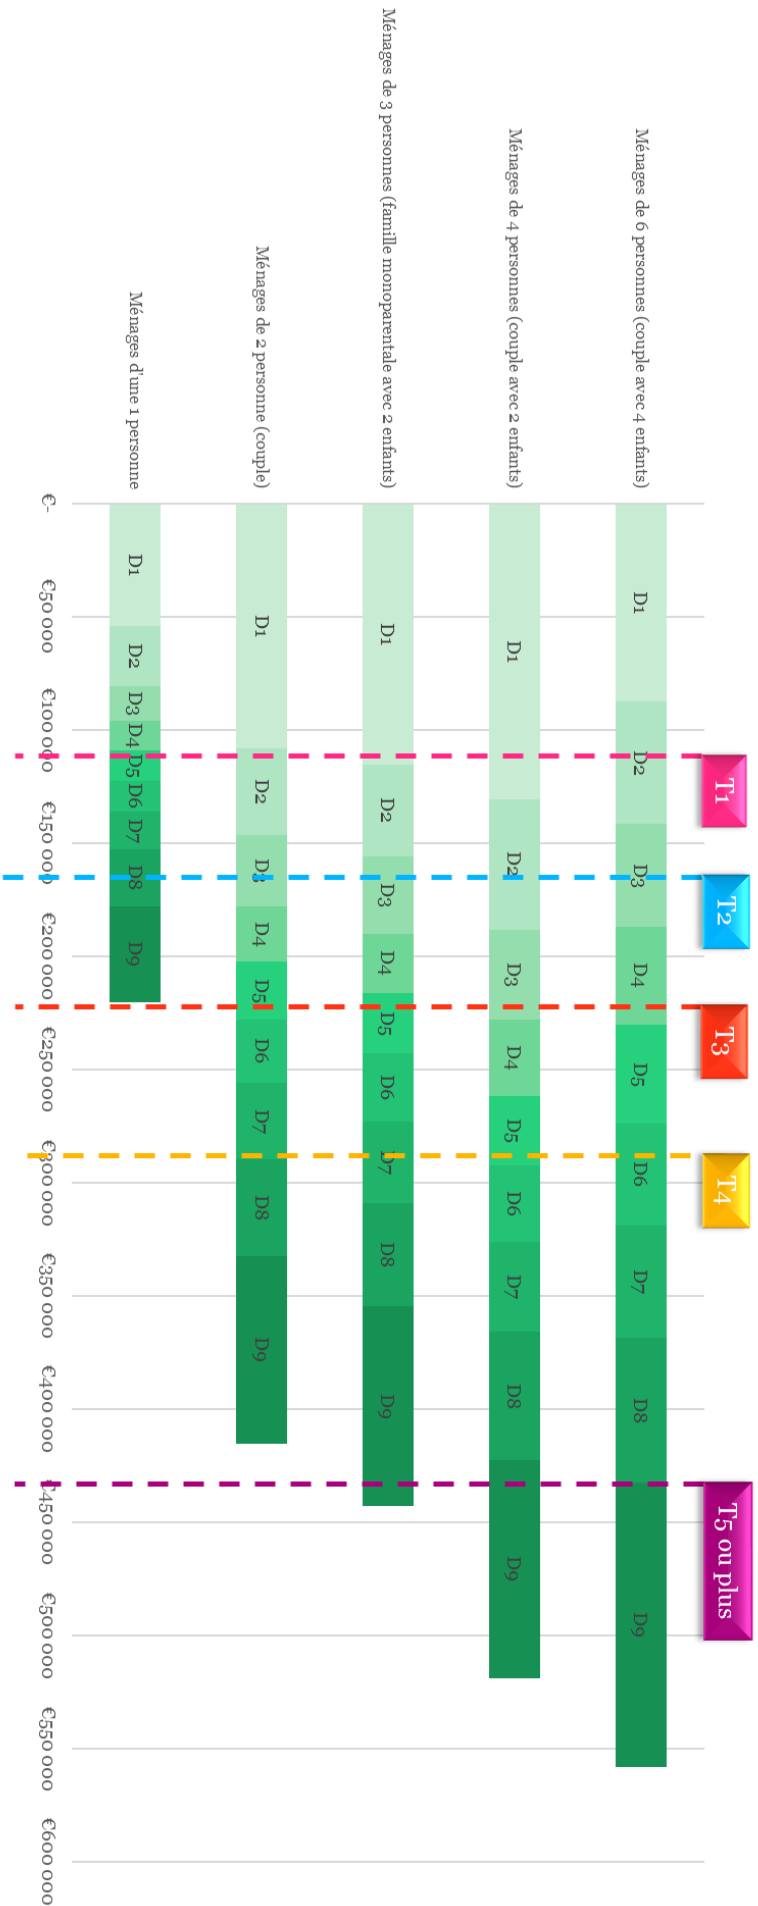 T1
T2
T3
T4
T5 ou plus
Ménages de 6 personnes (couple avec 4 enfants)
D1
D2
D3
D4
D5
D6
D7
D8
D9
Ménages de 4 personnes (couple avec 2 enfants)
D1
D2
D3
D4
D5
D6
D7
D8
D9
Ménages de 3 personnes (famille monoparentale avec 2 enfants)
D1
D2
D3
D4
D5
D6
D7
D8
D9
Ménages de 2 personne (couple)
D1
D2
D3
D4
D5
D6
D7
D8
D9
Ménages d'une 1 personne
D1
D2
D3
D4
D5
D6
D7
D8
D9
€-
€50 000
€100 000
€150 000
€200 000
€250 000
€300 000
€350 000
€400 000
€450 000
€500 000
€550 000
€600 000